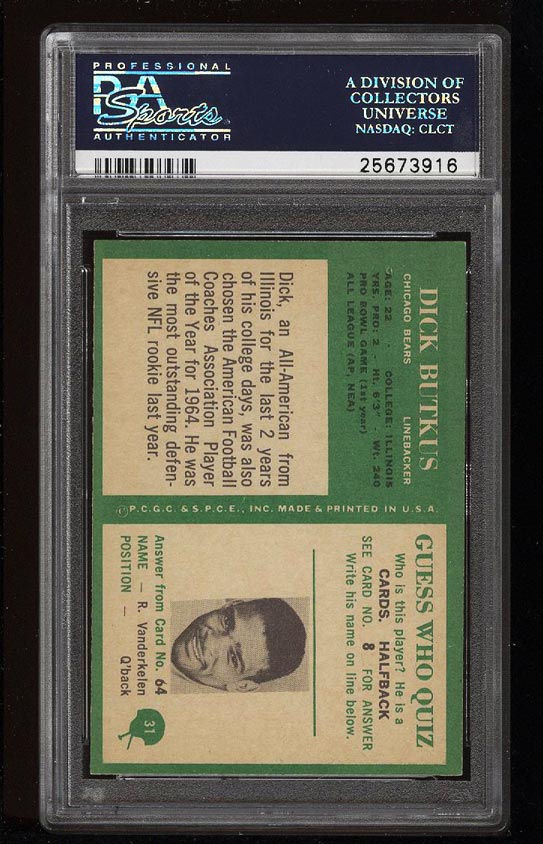 PROFESSIONAL
PSA
Sports
AUTHENTICATOR
A DIVISION OF
COLLECTORS
UNIVERSE
NASDAQ: CLCT
25673916
DICK BUTKUS
CHICAGO BEARS LINEBACKER
AGE: 22 - COLLEGE: ILLINOIS
YRS. PRO: 2 - Ht. 6'3" - Wt. 240
PRO BOWL GAME (1st year)
ALL LEAGUE (AP, NEA)
Dick, an All-American from
Illinois for the last 2 years
of his college days, was also
chosen the American Football
Coaches Association Player
of the Year for 1964. He was
the most outstanding defen-
sive NFL rookie last year.
©P.C.G.C. & S.P.C.E., INC. MADE & PRINTED IN U.S.A.
GUESS WHO QUIZ
Who is this player? He is a
CARDS, HALFBACK
SEE CARD NO. 8 FOR ANSWER
Write his name on line below.
Answer from Card No. 64
NAME — R. Vanderkelen
POSITION — Q'back
31